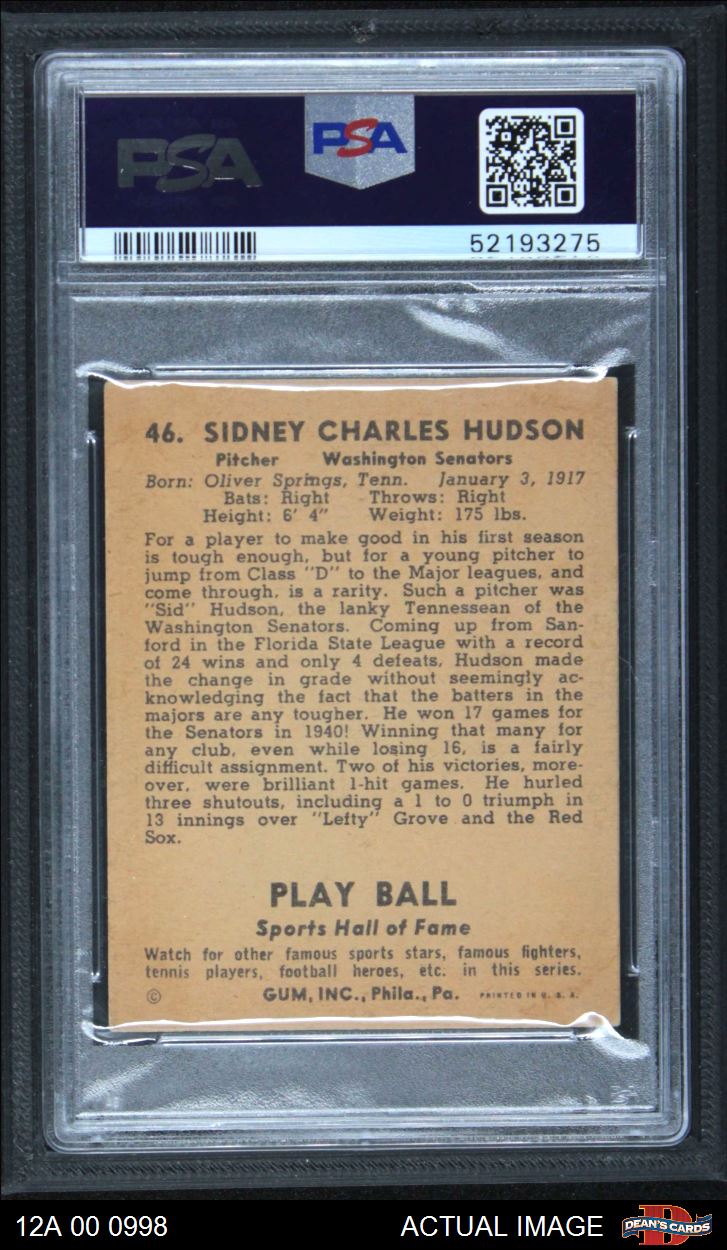 PSA
PSA
52193275
46. SIDNEY CHARLES HUDSON
Pitcher Washington Senators
Born: Oliver Springs, Tenn. January 3, 1917
Bats: Right Throws: Right
Height: 6' 4" Weight: 175 lbs.
For a player to make good in his first season
is tough enough, but for a young pitcher to
jump from Class "D" to the Major leagues, and
come through, is a rarity. Such a pitcher was
"Sid" Hudson, the lanky Tennessean of the
Washington Senators. Coming up from San-
ford in the Florida State League with a record
of 24 wins and only 4 defeats, Hudson made
the change in grade without seemingly ac-
knowledging the fact that the batters in the
majors are any tougher. He won 17 games for
the Senators in 1940! Winning that many for
any club, even while losing 16, is a fairly
difficult assignment. Two of his victories, more-
over, were brilliant 1-hit games. He hurled
three shutouts, including a 1 to 0 triumph in
13 innings over "Lefty" Grove and the Red
Sox.
PLAY BALL
Sports Hall of Fame
Watch for other famous sports stars, famous fighters,
tennis players, football heroes, etc. in this series.
© GUM, INC., Phila., Pa. PRINTED IN U. S. A.
12A 00 0998 ACTUAL IMAGE DEAN'S CARDS